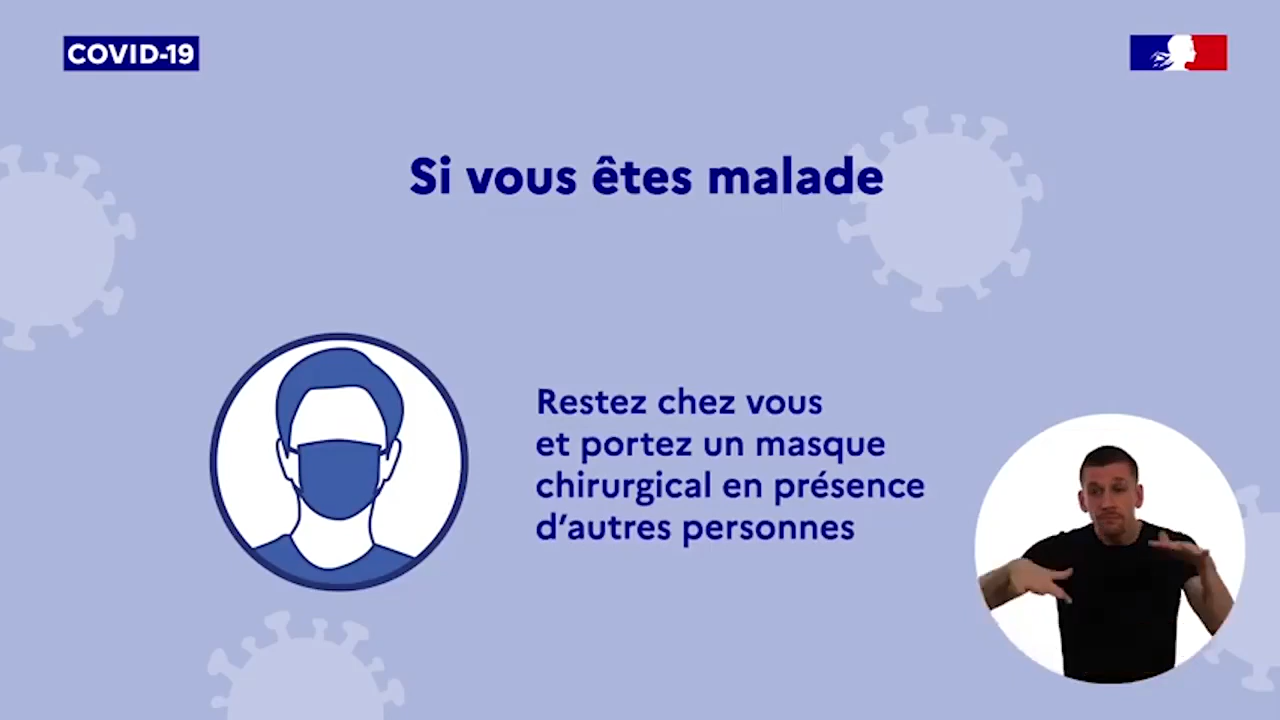 COVID-19
Si vous êtes malade
Restez chez vous
et portez un masque
chirurgical en présence
d'autres personnes